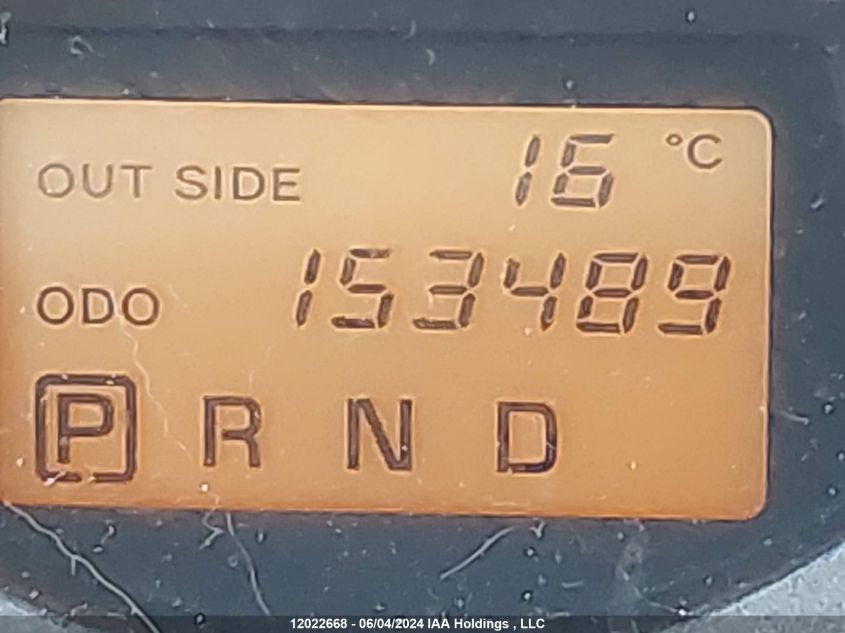 OUT SIDE 16 °C
ODO 153489
P R N D
12022668 - 06/04/2024 IAA Holdings , LLC